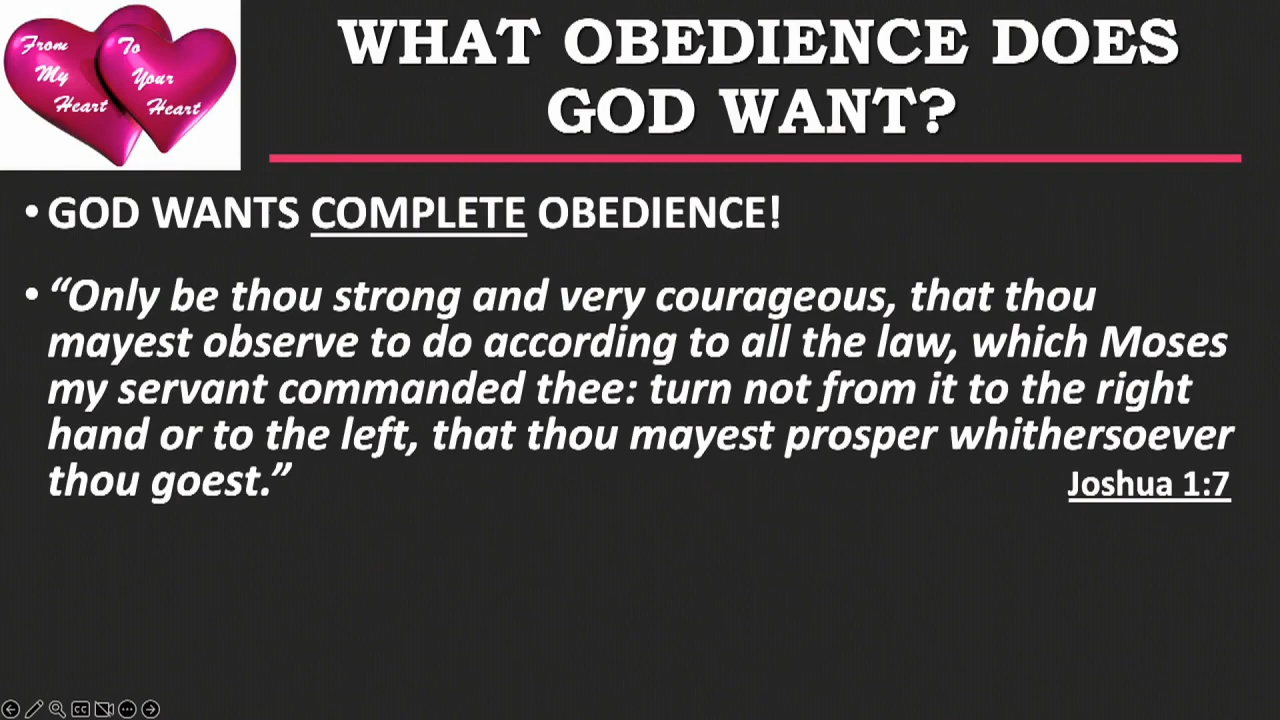 From
My
Heart
To
Your
Heart
WHAT OBEDIENCE DOES
GOD WANT?
• GOD WANTS COMPLETE OBEDIENCE!
• “Only be thou strong and very courageous, that thou
mayest observe to do according to all the law, which Moses
my servant commanded thee: turn not from it to the right
hand or to the left, that thou mayest prosper whithersoever
thou goest.”
Joshua 1:7
CC